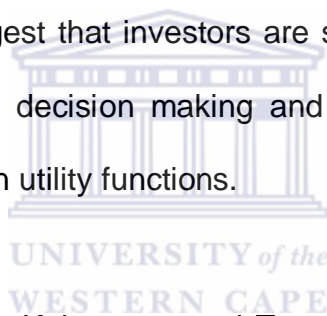 gest that investors are s
decision making and
n utility functions.
UNIVERSITY of the
WESTERN CAPE